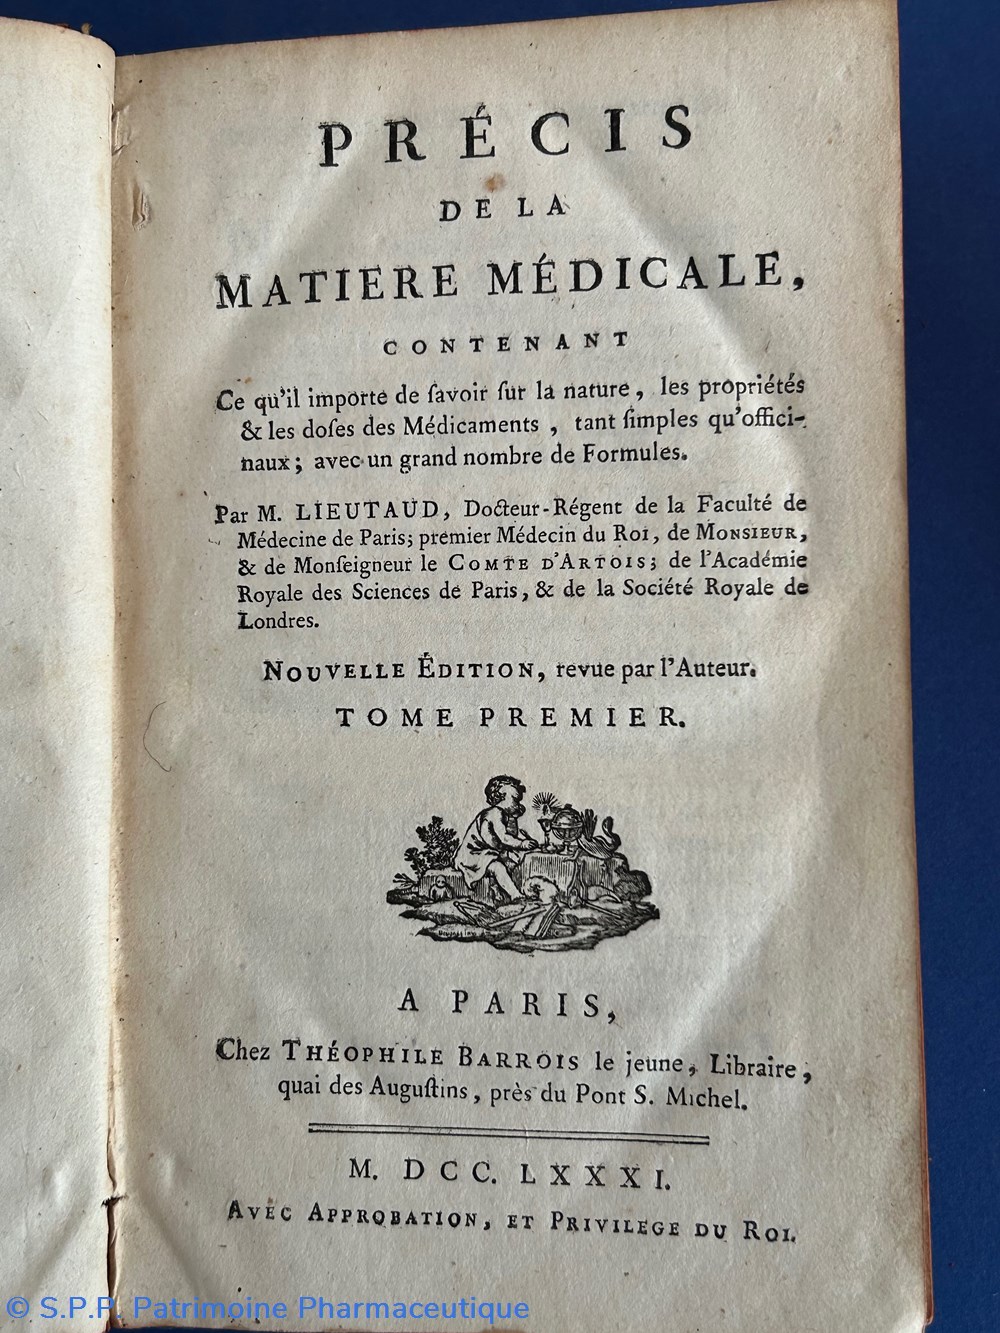 PRÉCIS
DE LA
MATIERE MÉDICALE,
CONTENANT
Ce qu'il importe de ſavoir ſur la nature, les propriétés
& les doſes des Médicaments, tant ſimples qu'offici-
naux; avec un grand nombre de Formules.
Par M. LIEUTAUD, Docteur-Régent de la Faculté de
Médecine de Paris; premier Médecin du Roi, de MONSIEUR,
& de Monſeigneur le COMTE D'ARTOIS; de l'Académie
Royale des Sciences de Paris, & de la Société Royale de
Londres.
NOUVELLE ÉDITION, revue par l'Auteur.
TOME PREMIER.
A PARIS,
Chez THÉOPHILE BARROIS le jeune, Libraire,
quai des Auguſtins, près du Pont S. Michel.
M. DCC. LXXXI.
AVEC APPROBATION, ET PRIVILEGE DU ROI.
© S.P.P. Patrimoine Pharmaceutique